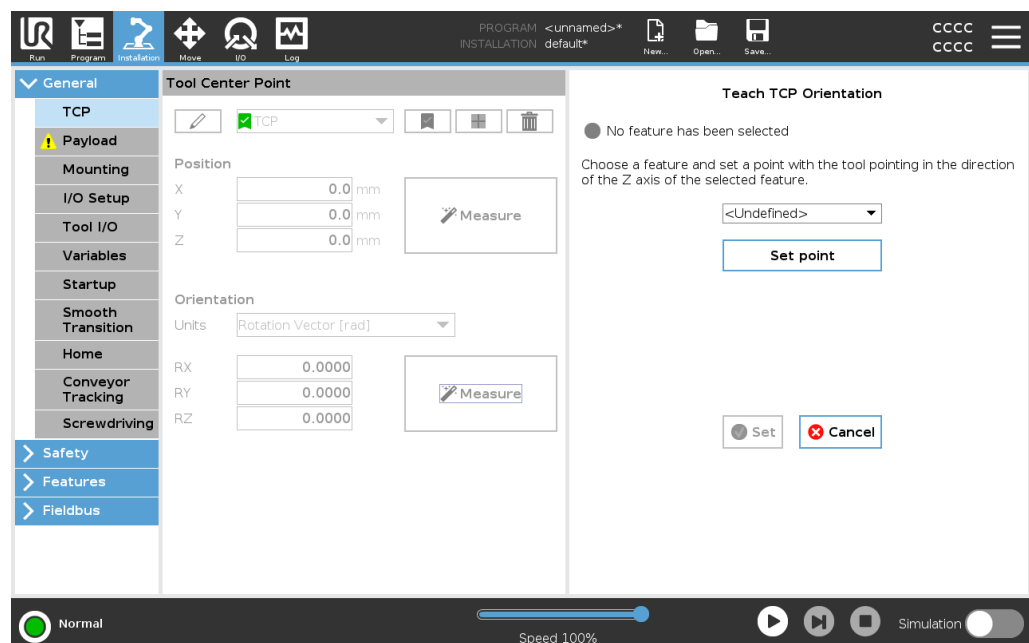 UR
Run
Program
Installation
Move
I/O
Log
PROGRAM <unnamed>*
INSTALLATION default*
New...
Open...
Save...
CCCC
CCCC
General
TCP
Payload
Mounting
I/O Setup
Tool I/O
Variables
Startup
Smooth
Transition
Home
Conveyor
Tracking
Screwdriving
Safety
Features
Fieldbus
Tool Center Point
TCP
Position
X 0.0 mm
Y 0.0 mm
Z 0.0 mm
Measure
Orientation
Units Rotation Vector [rad]
RX 0.0000
RY 0.0000
RZ 0.0000
Measure
Teach TCP Orientation
No feature has been selected
Choose a feature and set a point with the tool pointing in the direction
of the Z axis of the selected feature.
<Undefined>
Set point
Set
Cancel
Normal
Speed 100%
Simulation